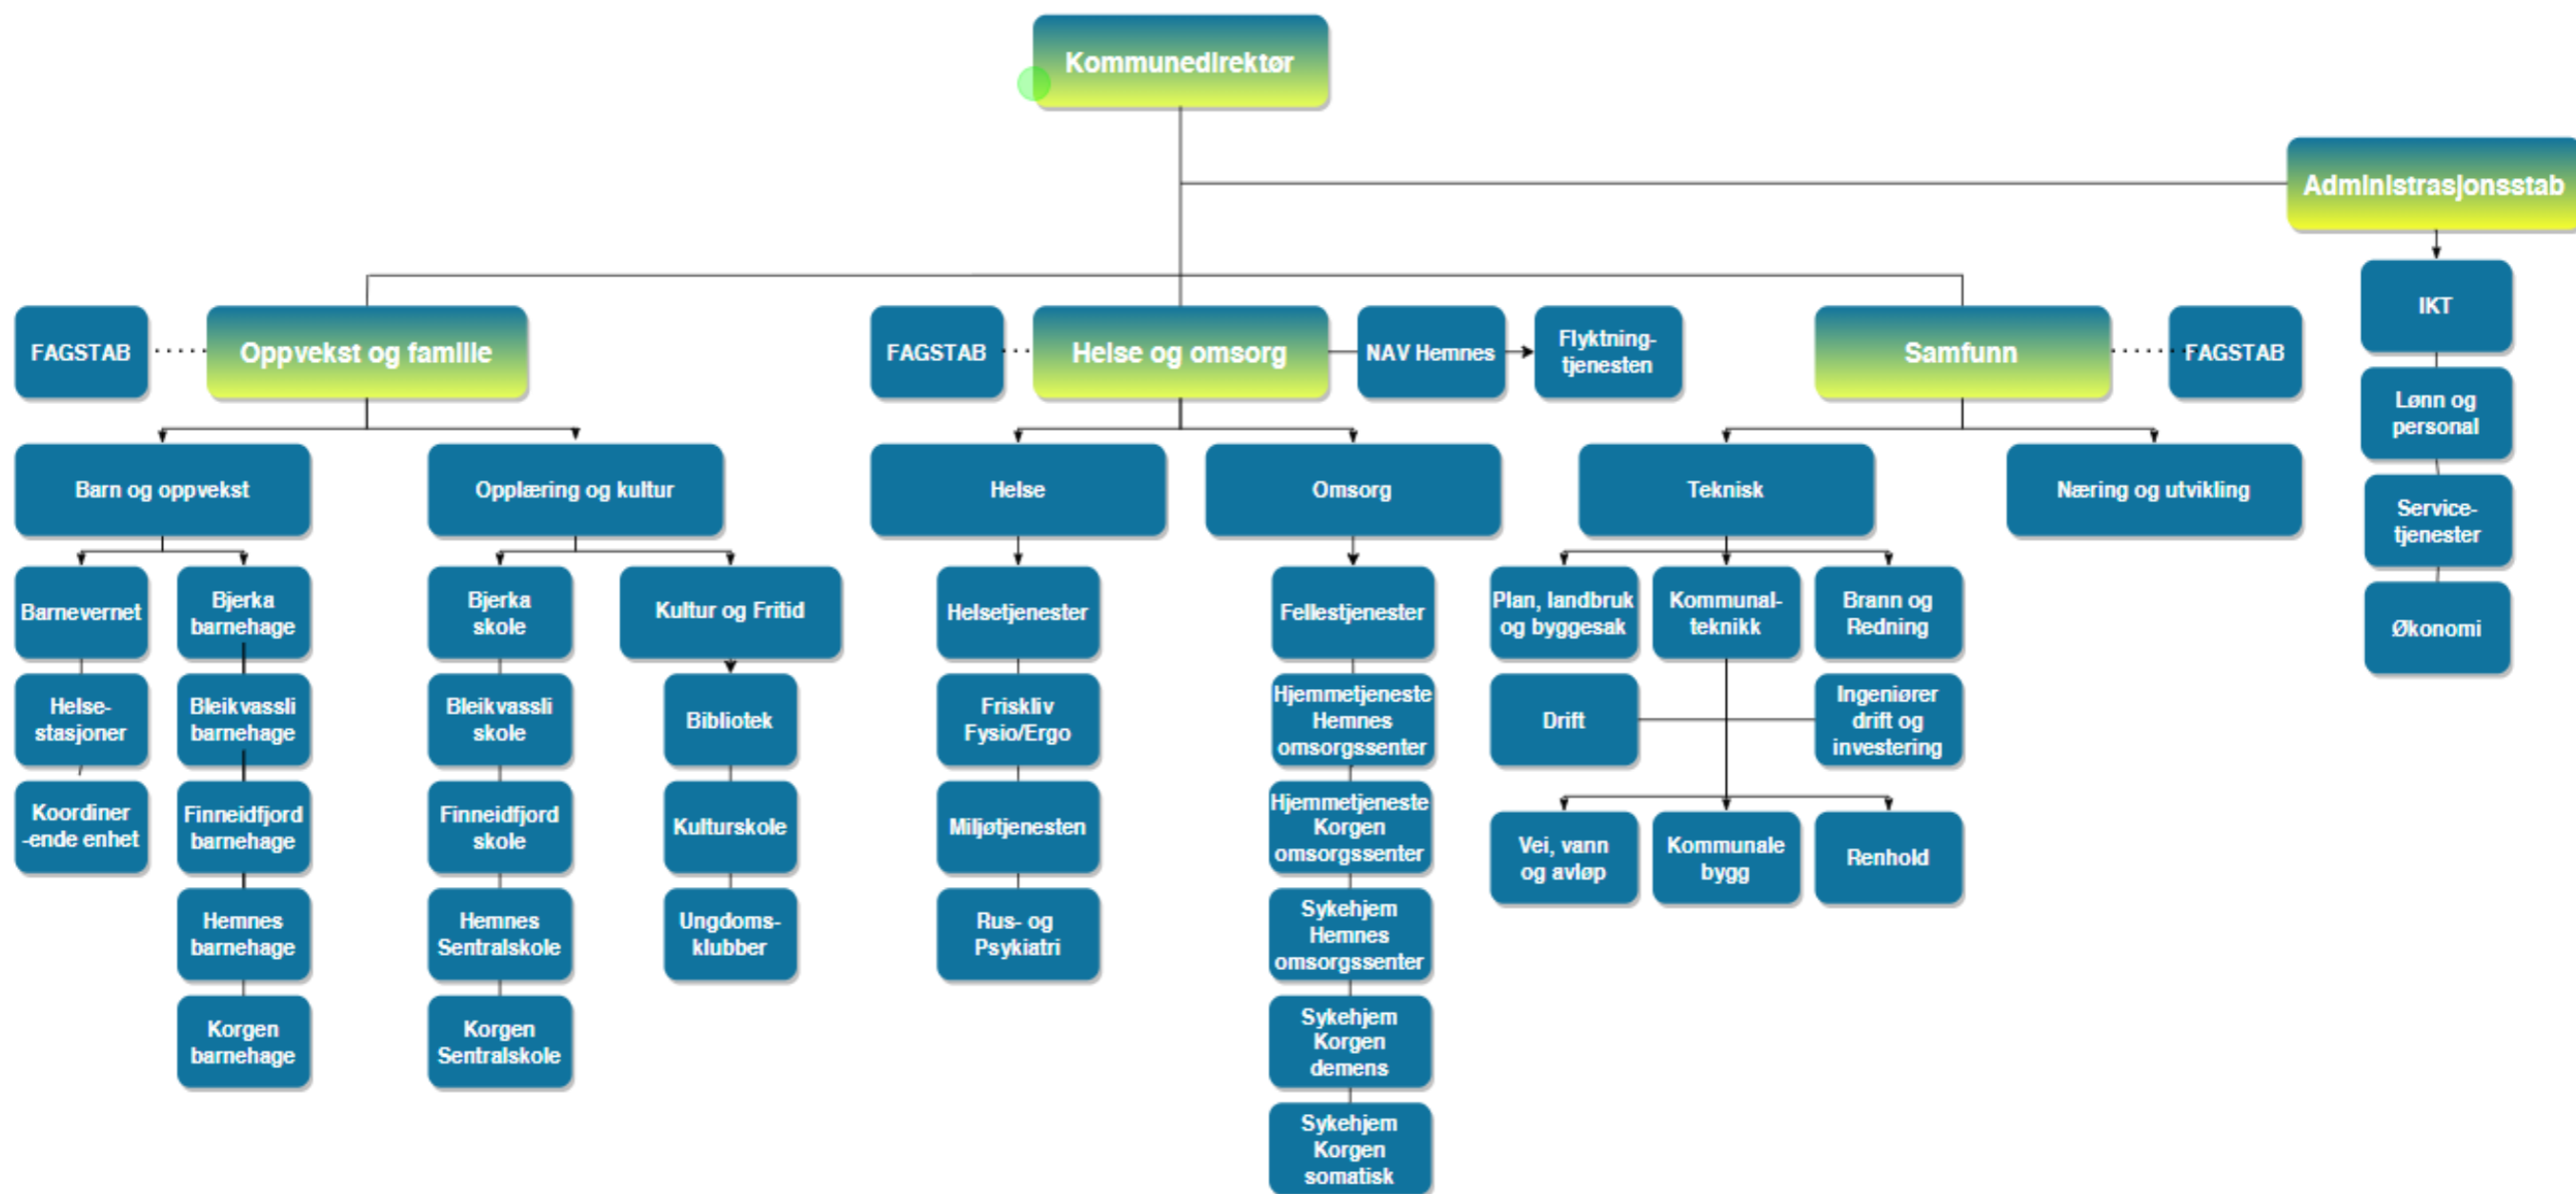 Kommunedirektør
Administrasjonsstab
IKT
Lønn og
personal
Service-
tjenester
Økonomi
FAGSTAB
Oppvekst og familie
FAGSTAB
Helse og omsorg
NAV Hemnes
Flyktning-
tjenesten
Samfunn
FAGSTAB
Barn og oppvekst
Opplæring og kultur
Helse
Omsorg
Teknisk
Næring og utvikling
Barnevernet
Helse-
stasjoner
Koordiner
-ende enhet
Bjerka
barnehage
Bleikvassli
barnehage
Finneidfjord
barnehage
Hemnes
barnehage
Korgen
barnehage
Bjerka
skole
Bleikvassli
skole
Finneidfjord
skole
Hemnes
Sentralskole
Korgen
Sentralskole
Kultur og Fritid
Bibliotek
Kulturskole
Ungdoms-
klubber
Helsetjenester
Friskliv
Fysio/Ergo
Miljøtjenesten
Rus- og
Psykiatri
Fellestjenester
Hjemmetjeneste
Hemnes
omsorgssenter
Hjemmetjeneste
Korgen
omsorgssenter
Sykehjem
Hemnes
omsorgssenter
Sykehjem
Korgen
demens
Sykehjem
Korgen
somatisk
Plan, landbruk
og byggesak
Kommunal-
teknikk
Brann og
Redning
Drift
Ingeniører
drift og
investering
Vei, vann
og avløp
Kommunale
bygg
Renhold